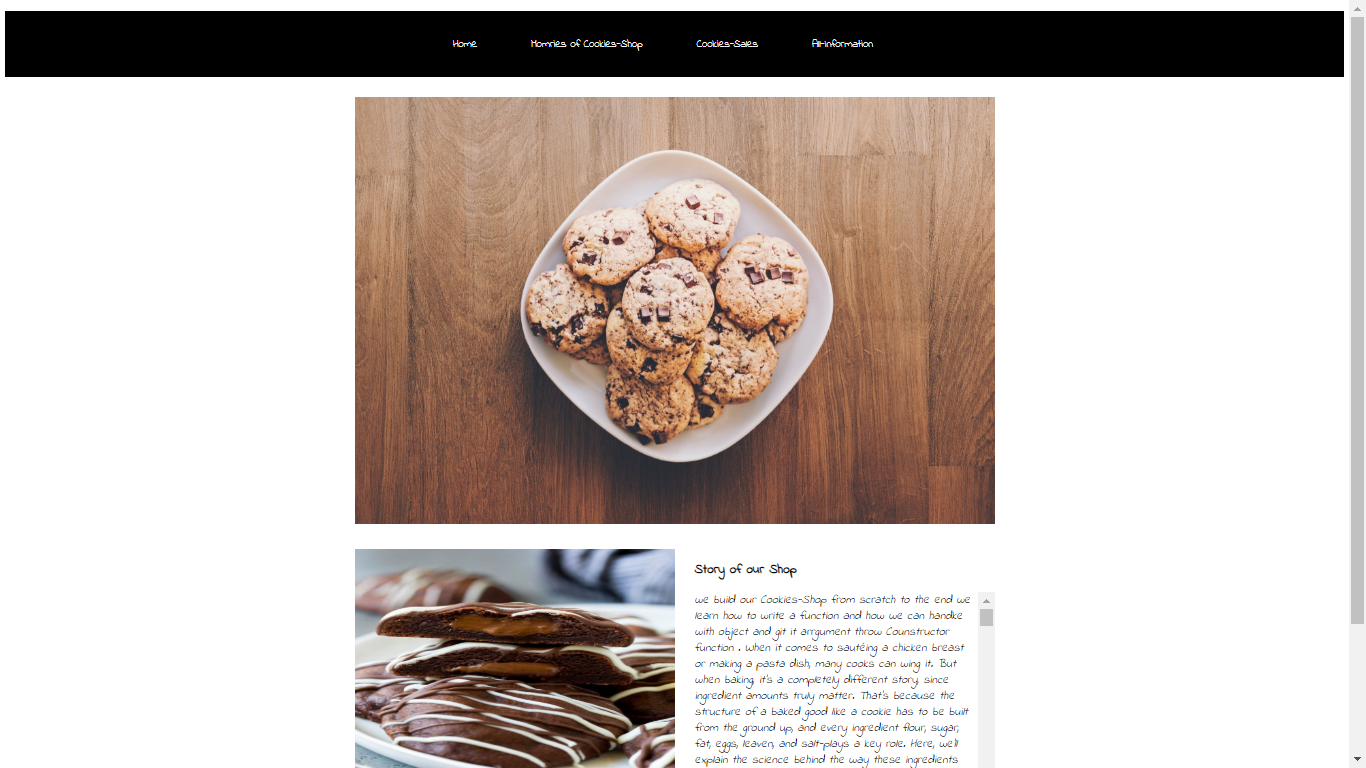 Home Momries of Cookies-Shop Cookies-Sales All-information
Story of our Shop
we build our Cookies-Shop from scratch to the end we
learn how to write a function and how we can handke
with object and git it arrgument throw Counstructor
function . when it comes to sautéing a chicken breast
or making a pasta dish, many cooks can wing it. But
when baking, it's a completely different story, since
ingredient amounts truly matter. That's because the
structure of a baked good like a cookie has to be built
from the ground up, and every ingredient flour, sugar,
fat, eggs, leaven, and salt-plays a key role. Here, we'll
explain the science behind the way these ingredients